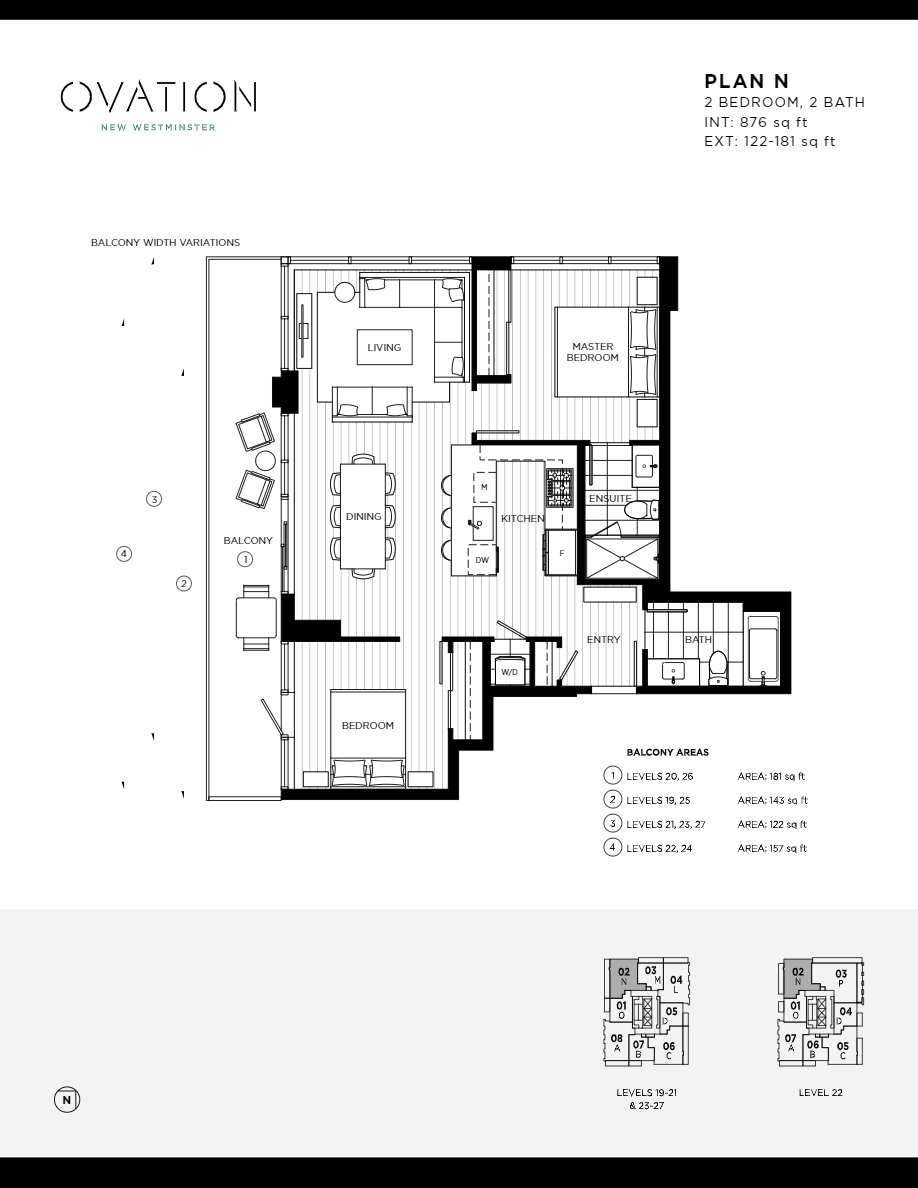 OVATION
NEW WESTMINSTER
PLAN N
2 BEDROOM, 2 BATH
INT: 876 sq ft
EXT: 122-181 sq ft
BALCONY WIDTH VARIATIONS
LIVING
MASTER
BEDROOM
M
ENSUITE
3
DINING
KITCHEN
BALCONY
4
1
DW
F
2
ENTRY
BATH
W/D
BEDROOM
BALCONY AREAS
1 LEVELS 20, 26 AREA: 181 sq ft
2 LEVELS 19, 25 AREA: 143 sq ft
3 LEVELS 21, 23, 27 AREA: 122 sq ft
4 LEVELS 22, 24 AREA: 157 sq ft
02
N
03
M
04
L
01
O
05
D
08
A
07
B
06
C
LEVELS 19-21
& 23-27
02
N
03
P
01
O
04
D
07
A
06
B
05
C
LEVEL 22
N